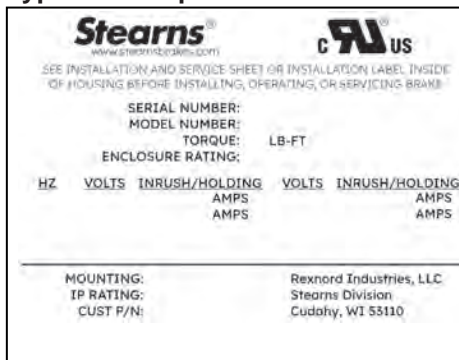 Stearns®
www.stearnsbrakes.com
c RU US
SEE INSTALLATION AND SERVICE SHEET OR INSTALLATION LABEL INSIDE
OF HOUSING BEFORE INSTALLING, OPERATING, OR SERVICING BRAKE
SERIAL NUMBER:
MODEL NUMBER:
TORQUE: LB-FT
ENCLOSURE RATING:
HZ VOLTS INRUSH/HOLDING VOLTS INRUSH/HOLDING
AMPS AMPS
AMPS AMPS
MOUNTING: Rexnord Industries, LLC
IP RATING: Stearns Division
CUST P/N: Cudahy, WI 53110